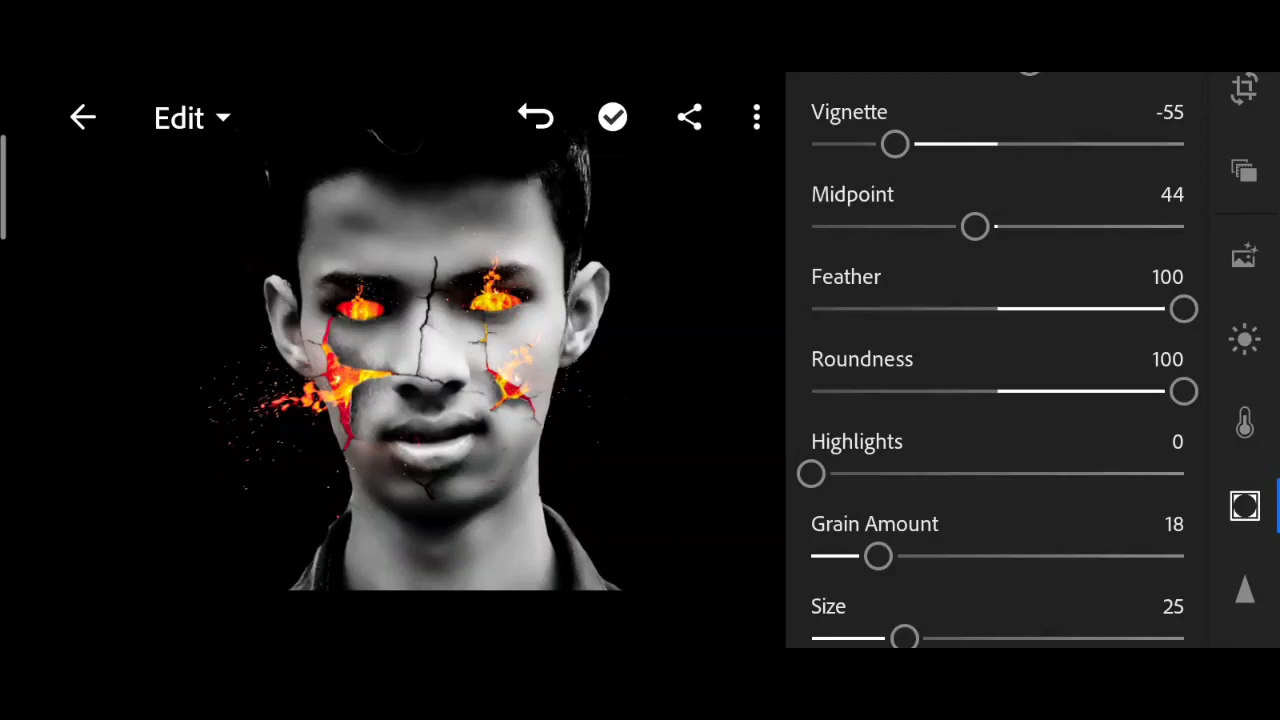 Edit
Vignette -55
Midpoint 44
Feather 100
Roundness 100
Highlights 0
Grain Amount 18
Size 25